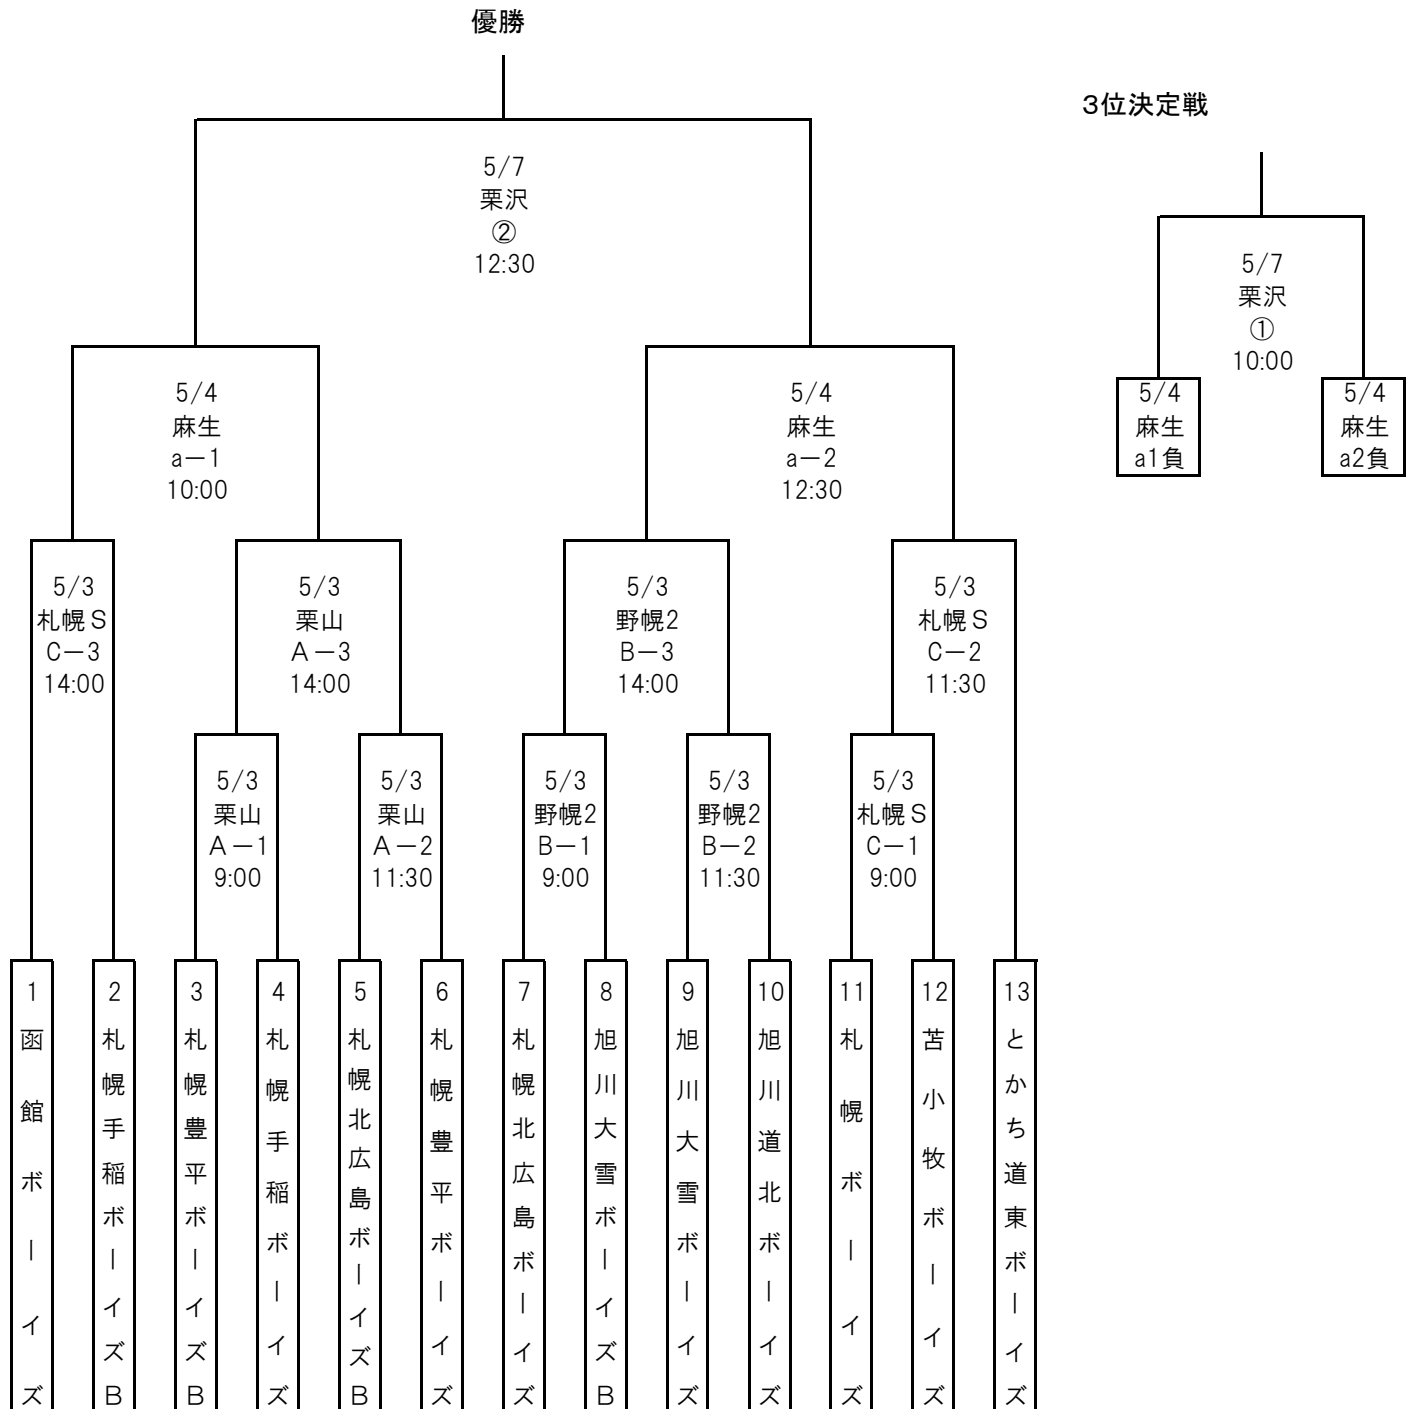 優勝
3位決定戦
5/7
栗沢
②
12:30
5/7
栗沢
①
10:00
5/4
麻生
a1負
5/4
麻生
a2負
5/4
麻生
a－1
10:00
5/4
麻生
a－2
12:30
5/3
札幌S
C－3
14:00
5/3
栗山
A－3
14:00
5/3
野幌2
B－3
14:00
5/3
札幌S
C－2
11:30
5/3
栗山
A－1
9:00
5/3
栗山
A－2
11:30
5/3
野幌2
B－1
9:00
5/3
野幌2
B－2
11:30
5/3
札幌S
C－1
9:00
1 函館ボーイズ
2 札幌手稲ボーイズB
3 札幌豊平ボーイズB
4 札幌手稲ボーイズ
5 札幌北広島ボーイズB
6 札幌豊平ボーイズ
7 札幌北広島ボーイズ
8 旭川大雪ボーイズB
9 旭川大雪ボーイズ
10 旭川道北ボーイズ
11 札幌ボーイズ
12 苫小牧ボーイズ
13 とかち道東ボーイズ